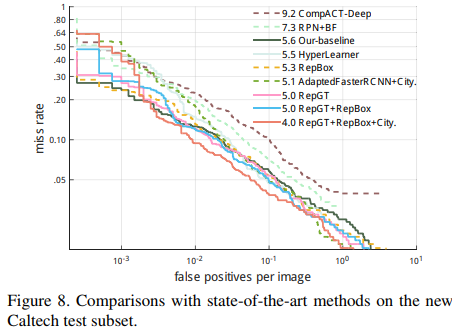 1
.80
.64
.50
.40
.30
.20
0.10
.05
miss rate
9.2 CompACT-Deep
7.3 RPN+BF
5.6 Our-baseline
5.5 HyperLearner
5.3 RepBox
5.1 AdaptedFasterRCNN+City.
5.0 RepGT
5.0 RepGT+RepBox
4.0 RepGT+RepBox+City.
10-3
10-2
10-1
100
101
false positives per image
Figure 8. Comparisons with state-of-the-art methods on the new
Caltech test subset.